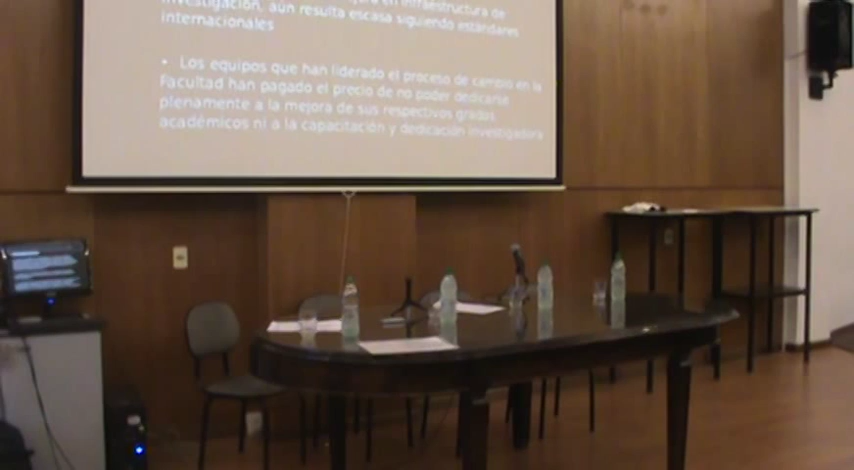 investigación, aún resulta escasa siguiendo estándares
internacionales
• Los equipos que han liderado el proceso de cambio en la
Facultad han pagado el precio de no poder dedicarse
plenamente a la mejora de sus respectivos grados
académicos ni a la capacitación y dedicación investigadora